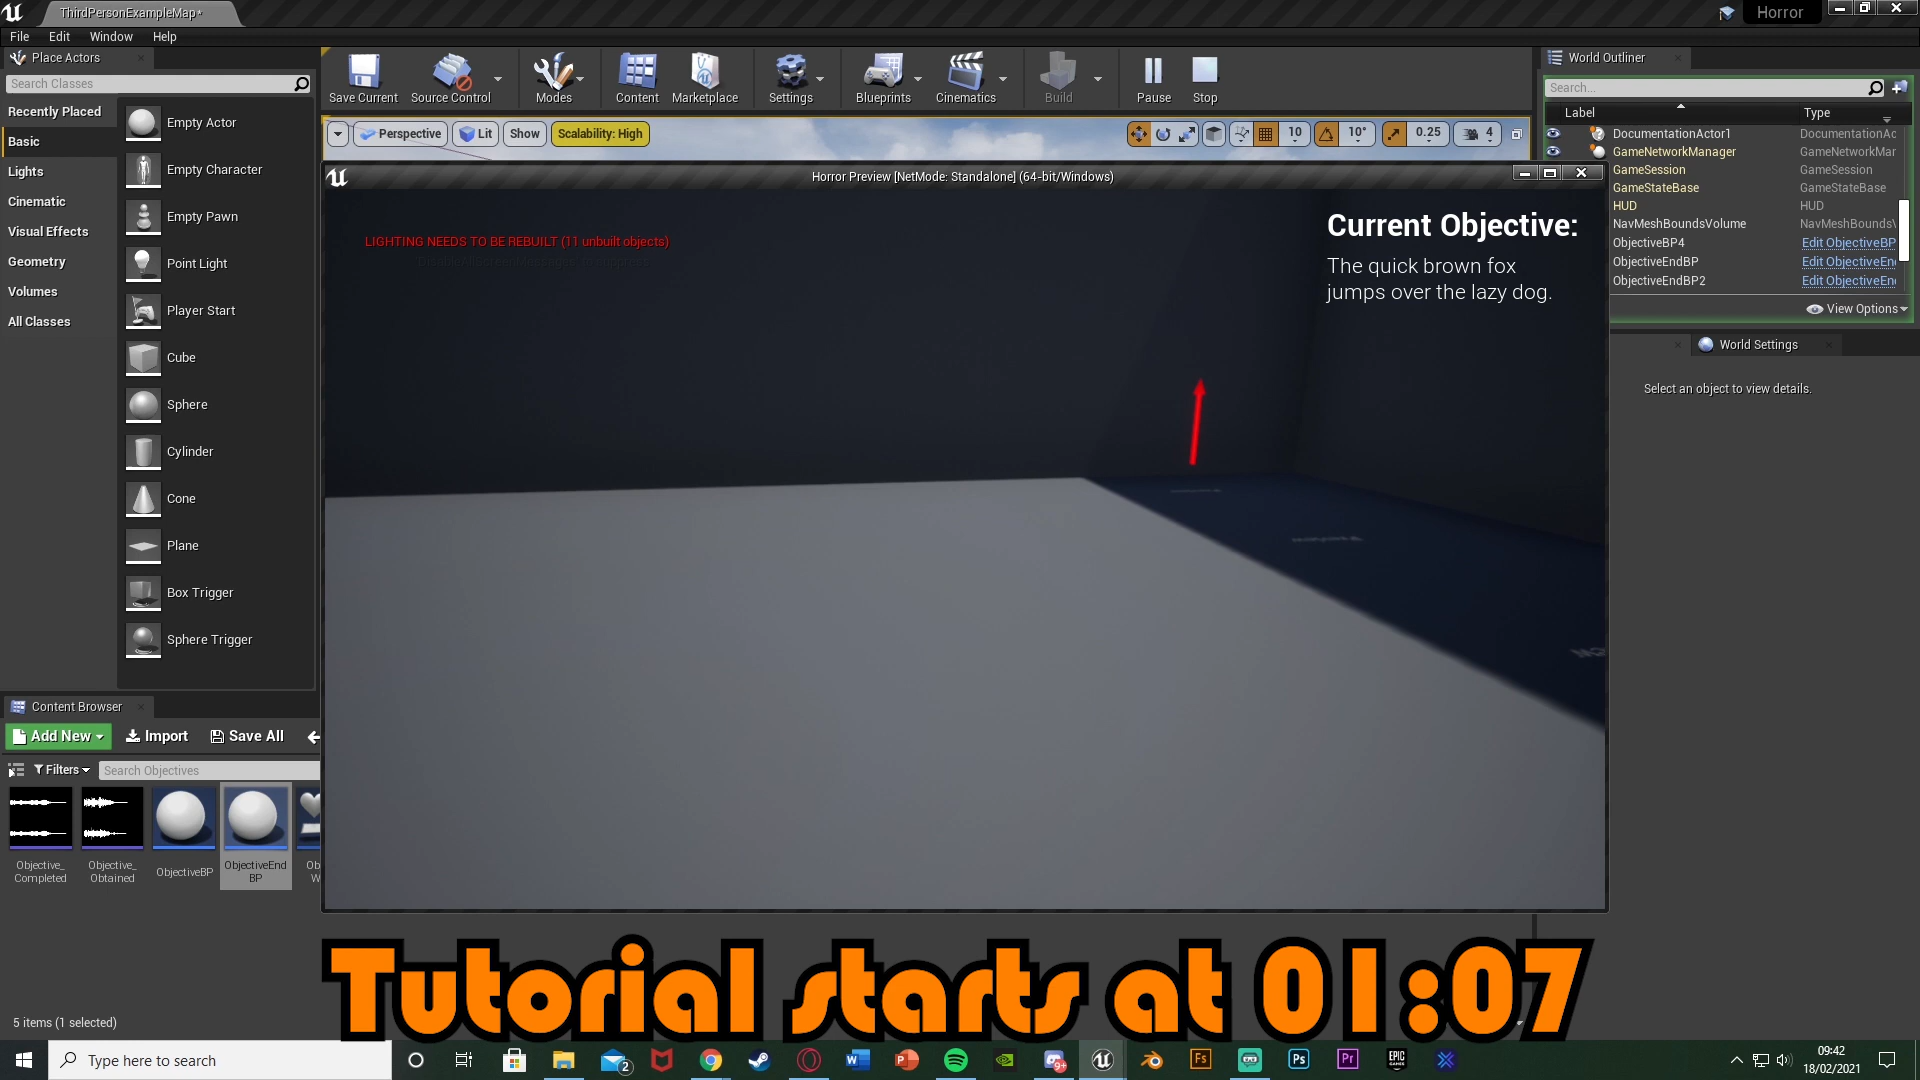 ThirdPersonExampleMap*
Horror
File Edit Window Help
Place Actors
Search Classes
Recently Placed
Basic
Lights
Cinematic
Visual Effects
Geometry
Volumes
All Classes
Empty Actor
Empty Character
Empty Pawn
Point Light
Player Start
Cube
Sphere
Cylinder
Cone
Plane
Box Trigger
Sphere Trigger
Save Current
Source Control
Modes
Content
Marketplace
Settings
Blueprints
Cinematics
Build
Pause
Stop
Perspective Lit Show Scalability: High
10 10° 0.25 4
Horror Preview [NetMode: Standalone] (64-bit/Windows)
LIGHTING NEEDS TO BE REBUILT (11 unbuilt objects)
Current Objective:
The quick brown fox
jumps over the lazy dog.
World Outliner
Search...
Label Type
DocumentationActor1 DocumentationAc
GameNetworkManager GameNetworkMar
GameSession GameSession
GameStateBase GameStateBase
HUD HUD
NavMeshBoundsVolume NavMeshBounds
ObjectiveBP4 Edit ObjectiveBP
ObjectiveEndBP Edit ObjectiveEn
ObjectiveEndBP2 Edit ObjectiveEn
View Options
World Settings
Select an object to view details.
Content Browser
Add New Import Save All
Filters Search Objectives
Objective_
Completed
Objective_
Obtained
ObjectiveBP
ObjectiveEnd
BP
Ob
W
5 items (1 selected)
Tutorial starts at 01:07
Type here to search
09:42
18/02/2021